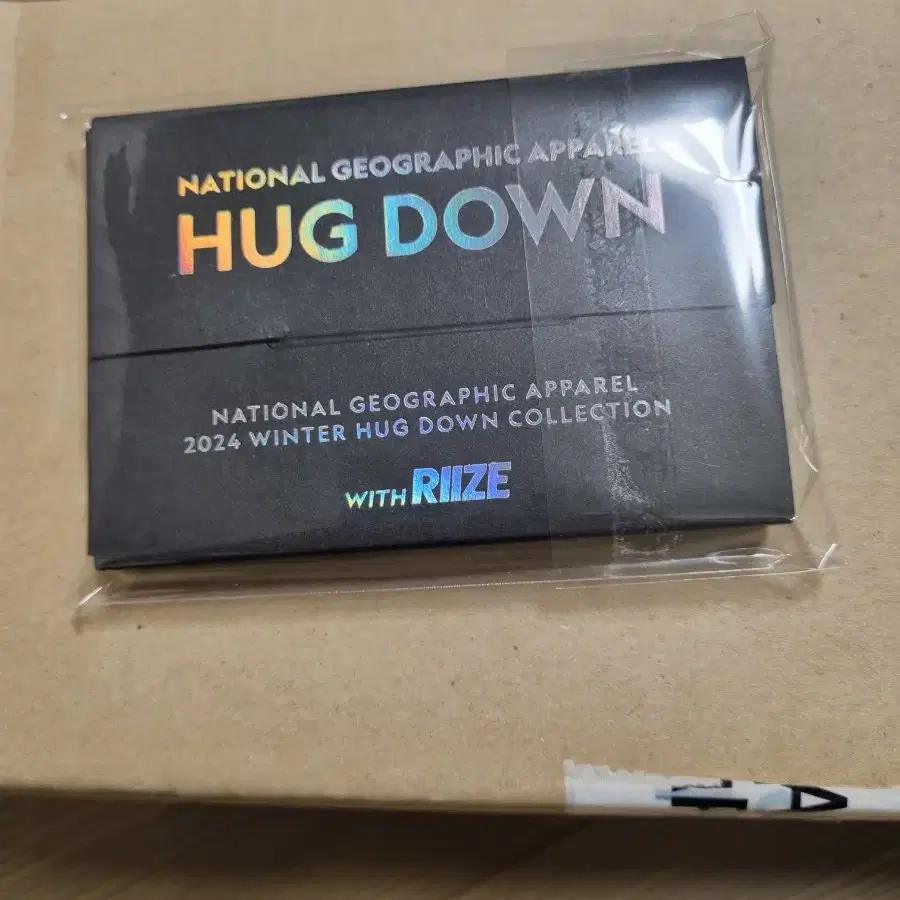 NATIONAL GEOGRAPHIC APPAREL
HUG DOWN
NATIONAL GEOGRAPHIC APPAREL
2024 WINTER HUG DOWN COLLECTION
WITH RIIZE